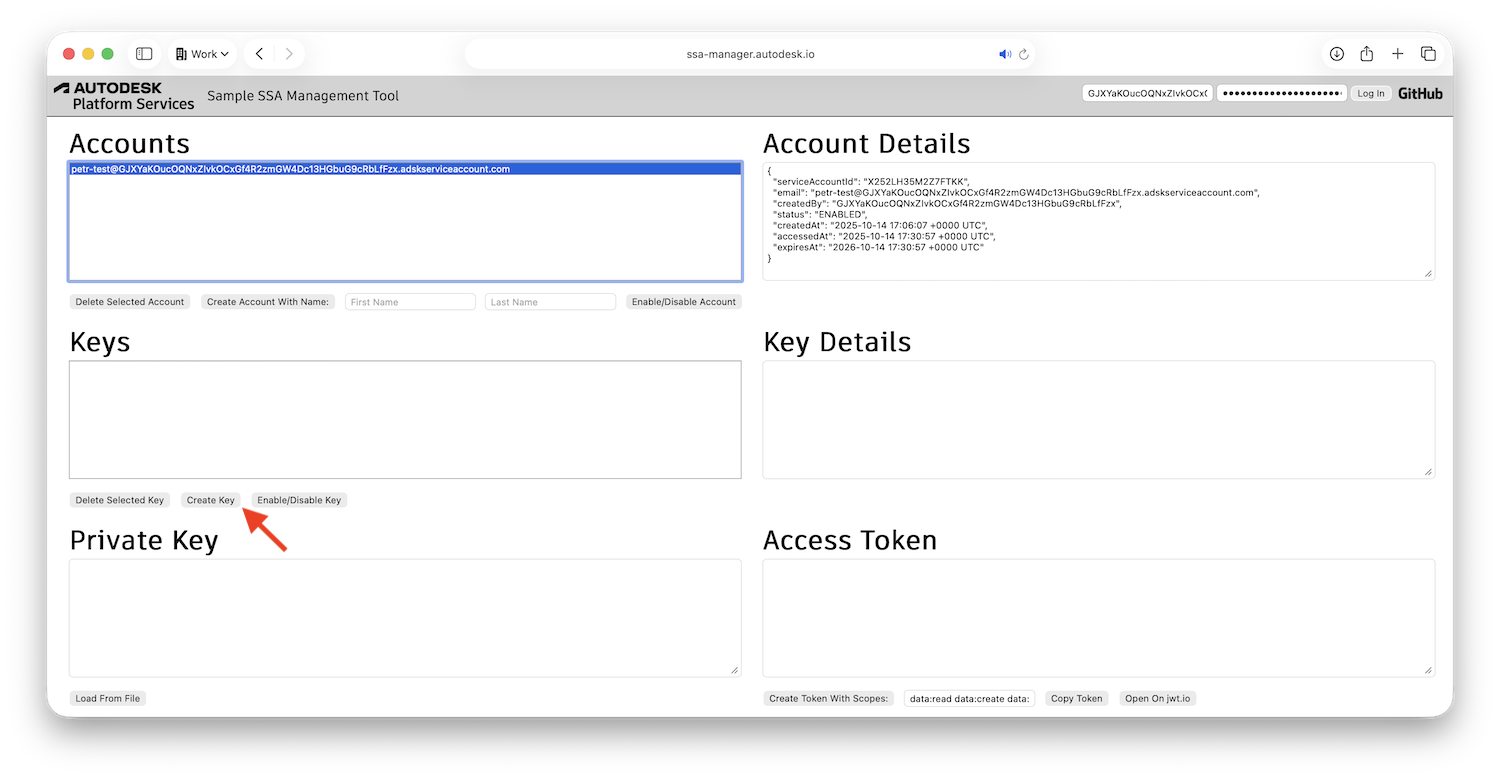 Work
ssa-manager.autodesk.io
AUTODESK
Platform Services
Sample SSA Management Tool
GJXYaKOucOQNxZIvkOCx
Log In
GitHub
Accounts
petr-test@GJXYaKOucOQNxZIvkOCxGf4R2zmGW4Dc13HGbuG9cRbLfFzx.adskserviceaccount.com
Delete Selected Account
Create Account With Name:
First Name
Last Name
Enable/Disable Account
Account Details
{
"serviceAccountId": "X252LH35M2Z7FTKK",
"email": "petr-test@GJXYaKOucOQNxZIvkOCxGf4R2zmGW4Dc13HGbuG9cRbLfFzx.adskserviceaccount.com",
"createdBy": "GJXYaKOucOQNxZIvkOCxGf4R2zmGW4Dc13HGbuG9cRbLfFzx",
"status": "ENABLED",
"createdAt": "2025-10-14 17:06:07 +0000 UTC",
"accessedAt": "2025-10-14 17:30:57 +0000 UTC",
"expiresAt": "2026-10-14 17:30:57 +0000 UTC"
}
Keys
Delete Selected Key
Create Key
Enable/Disable Key
Key Details
Private Key
Load From File
Access Token
Create Token With Scopes:
data:read data:create data:
Copy Token
Open On jwt.io